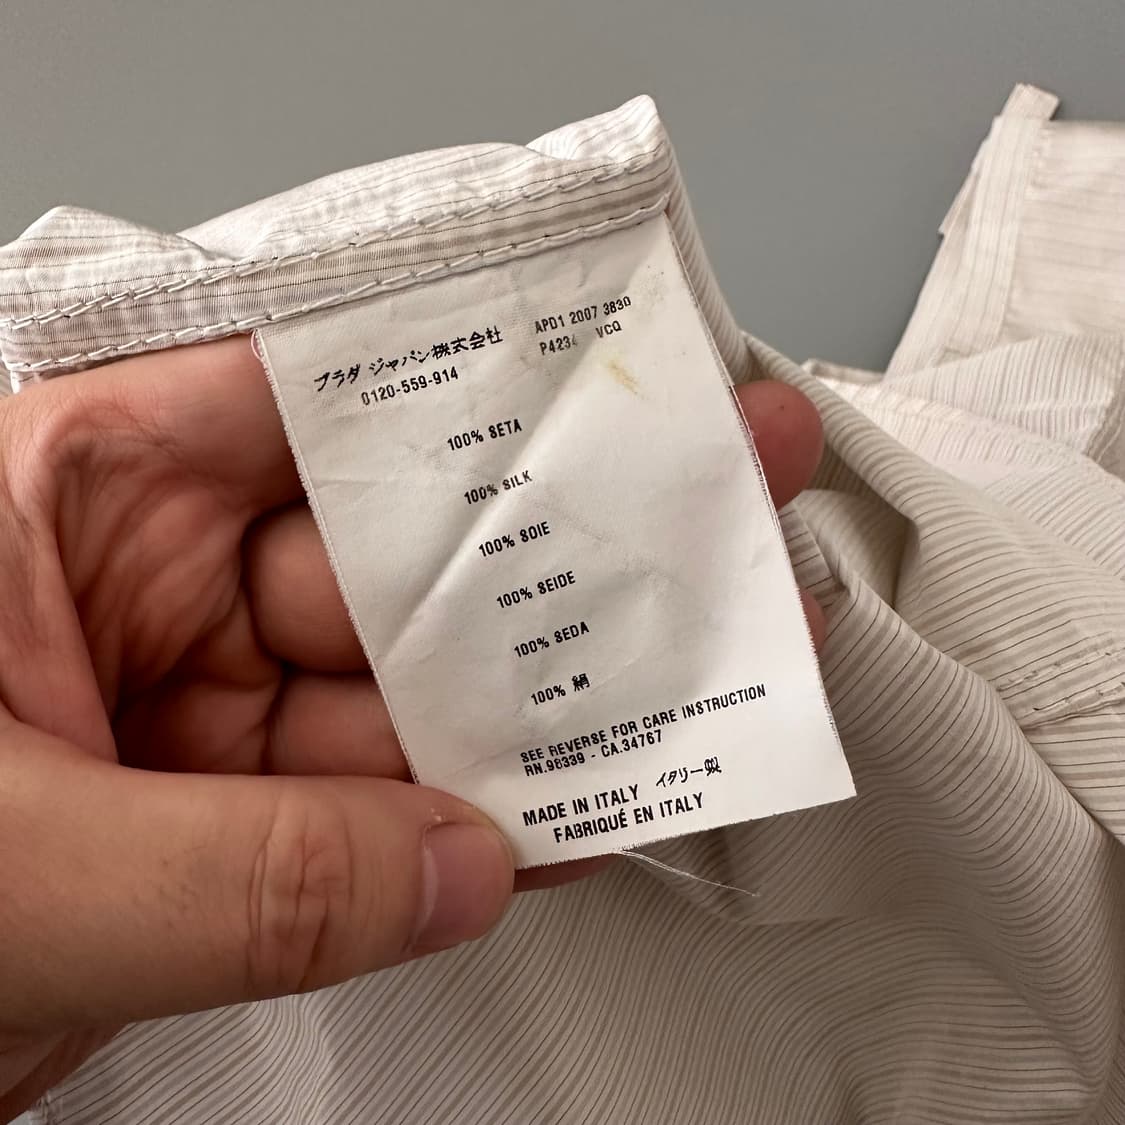 プラダ ジャパン株式会社
0120-559-914
APD1 2007 3830
P4234 VCQ
100% SETA
100% SILK
100% SOIE
100% SEIDE
100% SEDA
100% 絹
SEE REVERSE FOR CARE INSTRUCTION
RN.98339 - CA.34767
MADE IN ITALY イタリー製
FABRIQUÉ EN ITALY